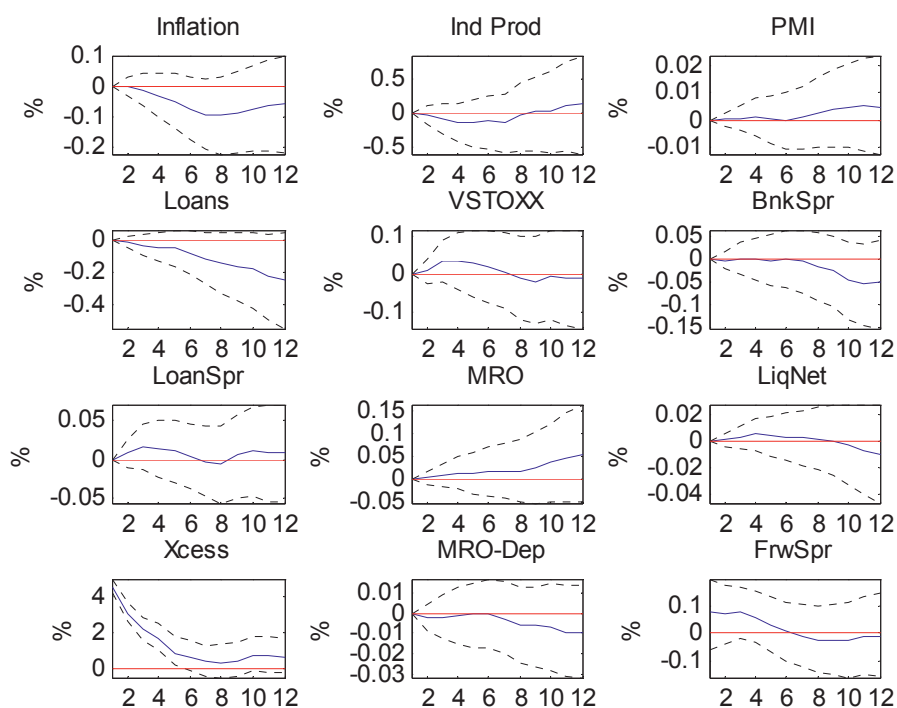 Inflation Ind Prod PMI
0.1 0 -0.1 -0.2 % 2 4 6 8 10 12
0.5 0 -0.5 % 2 4 6 8 10 12
0.02 0.01 0 -0.01 % 2 4 6 8 10 12
Loans VSTOXX BnkSpr
0 -0.2 -0.4 % 2 4 6 8 10 12
0.1 0 -0.1 % 2 4 6 8 10 12
0.05 0 -0.05 -0.1 -0.15 % 2 4 6 8 10 12
LoanSpr MRO LiqNet
0.05 0 -0.05 % 2 4 6 8 10 12
0.15 0.1 0.05 0 -0.05 % 2 4 6 8 10 12
0.02 0 -0.02 -0.04 % 2 4 6 8 10 12
Xcess MRO-Dep FrwSpr
4 2 0 % 2 4 6 8 10 12
0.01 0 -0.01 -0.02 -0.03 % 2 4 6 8 10 12
0.1 0 -0.1 % 2 4 6 8 10 12